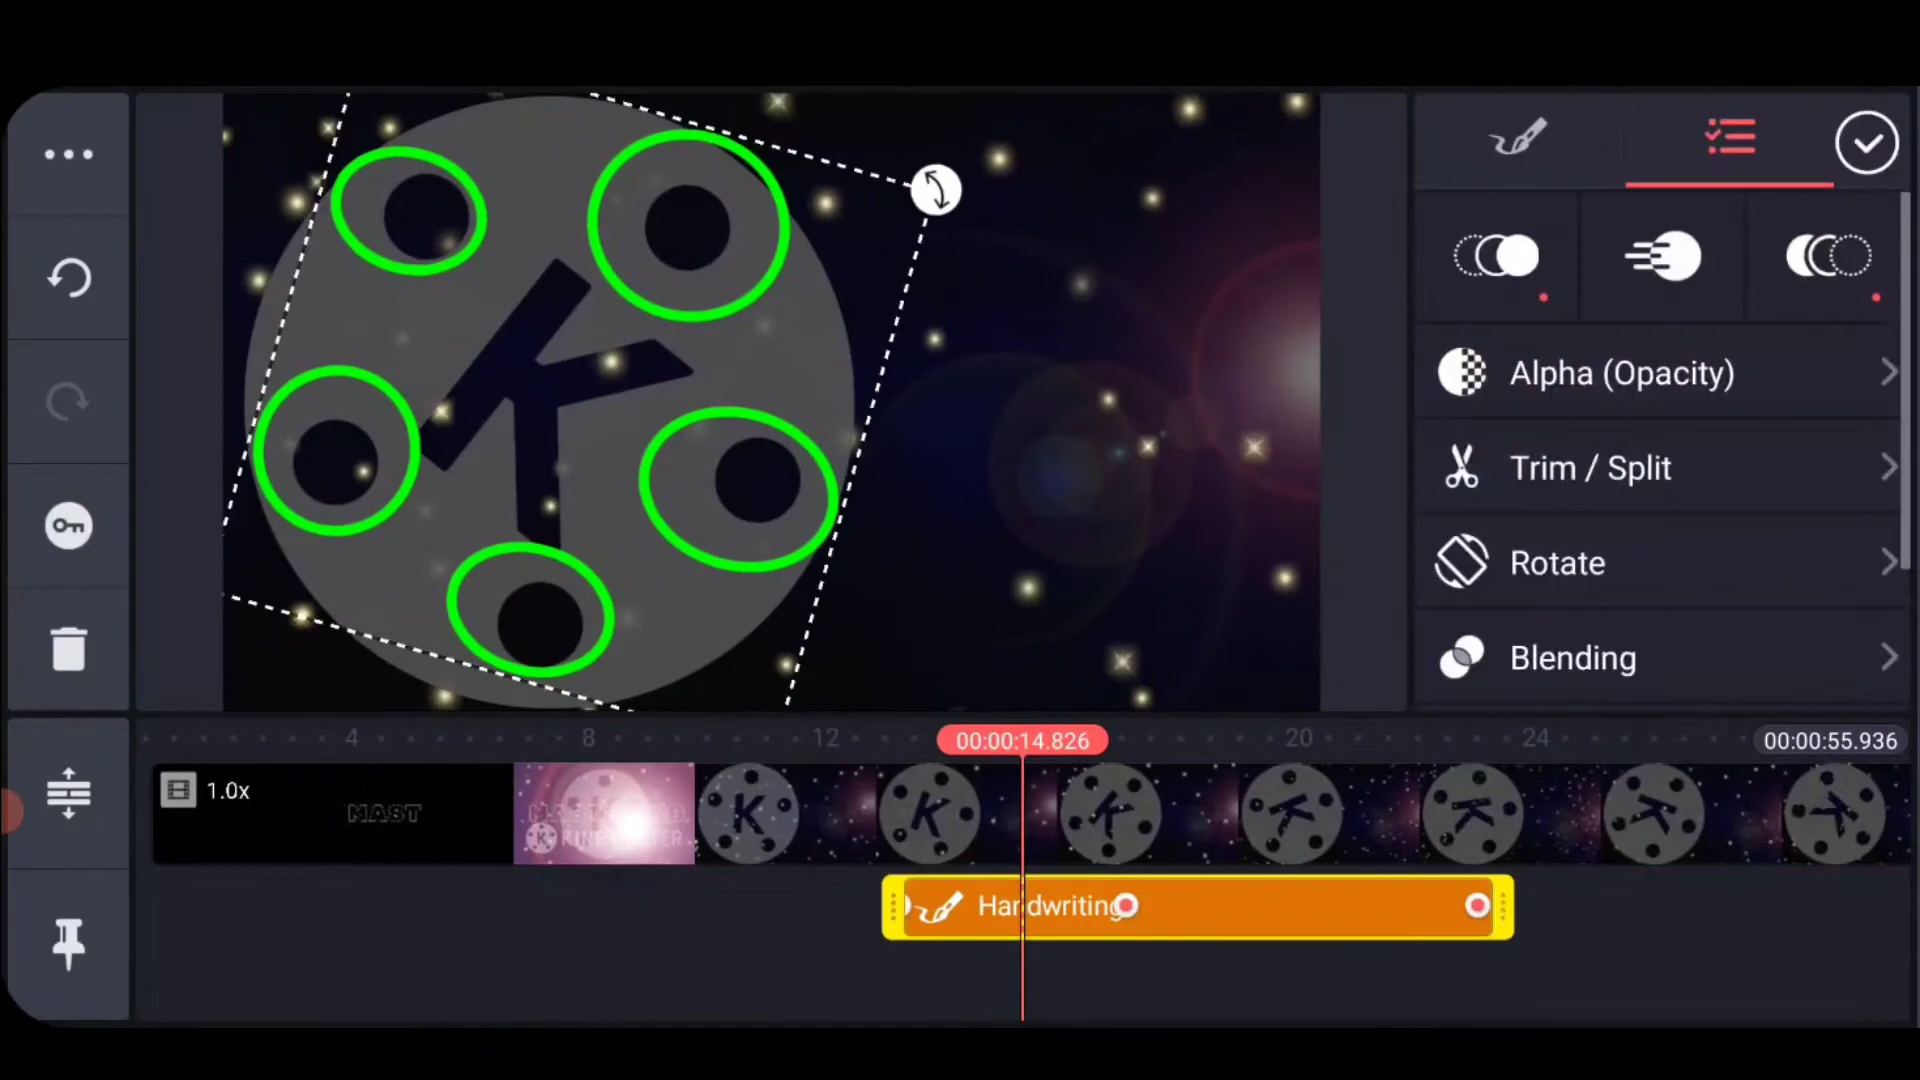 K
Alpha (Opacity)
Trim / Split
Rotate
Blending
4 8 12 00:00:14.826 20 24 00:00:55.936
1.0x
MAST
K K K K K K K
Handwriting